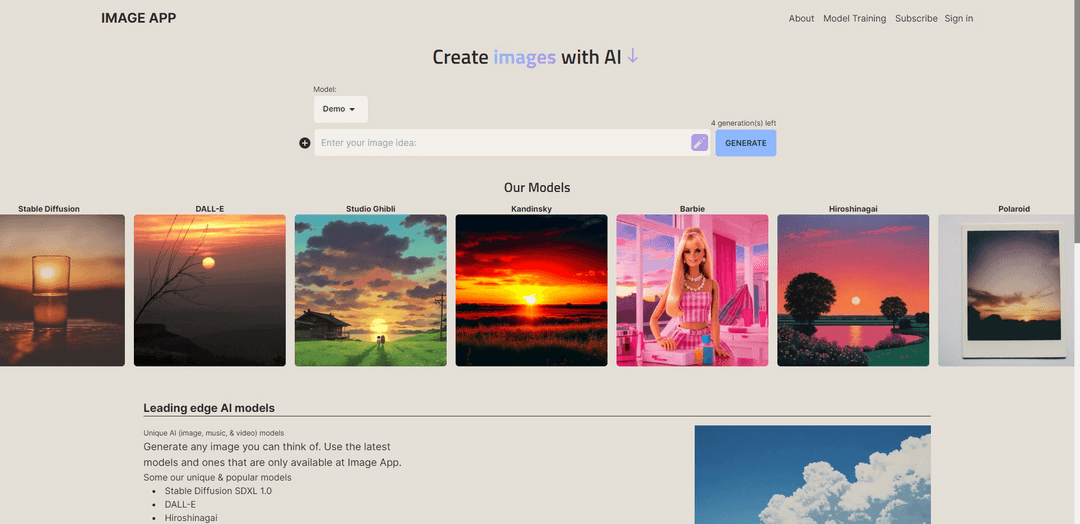 IMAGE APP
About Model Training Subscribe Sign in
Create images with AI ↓
Model:
Demo
4 generation(s) left
Enter your image idea:
GENERATE
Our Models
Stable Diffusion
DALL-E
Studio Ghibli
Kandinsky
Barbie
Hiroshinagai
Polaroid
Leading edge AI models
Unique AI (image, music, & video) models
Generate any image you can think of. Use the latest
models and ones that are only available at Image App.
Some our unique & popular models
• Stable Diffusion SDXL 1.0
• DALL-E
• Hiroshinagai